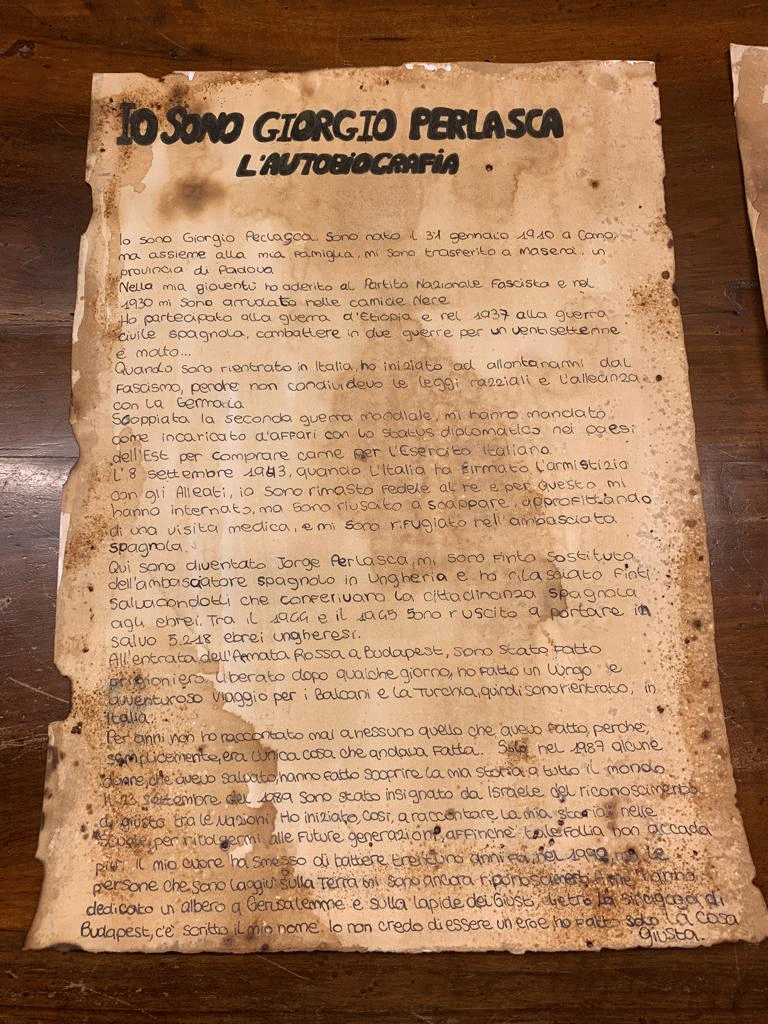 IO SONO GIORGIO PERLASCA
L'AUTOBIOGRAFIA
Io sono Giorgio Perlasca. Sono nato il 31 gennaio 1910 a Como,
ma assieme alla mia famiglia, mi sono trasferito a Maserà, in
provincia di Padova
Nella mia gioventù ho aderito al Partito Nazionale Fascista e nel
1930 mi sono arruolato nelle camicie Nere
Ho partecipato alla guerra d'Etiopia e nel 1937 alla guerra
civile spagnola, combattere in due guerre per un ventisettenne
è molto...
Quando sono rientrato in Italia, ho iniziato ad allontanarmi dal
Fascismo, perché non condividevo le leggi razziali e l'alleanza
con la Germania
Scoppiata la seconda guerra mondiale, mi hanno mandato
come incaricato d'affari con lo status diplomatico nei paesi
dell'Est per comprare carne per l'Esercito Italiano.
L'8 settembre 1943, quando l'Italia ha firmato l'armistizio
con gli Alleati, io sono rimasto fedele al re e per questo mi
hanno internato, ma sono riuscito a scappare, approfittando
di una visita medica, e mi sono rifugiato nell'ambasciata
spagnola.
Qui sono diventato Jorge Perlasca, mi sono finto sostituto
dell'ambasciatore spagnolo in Ungheria e ho rilasciato finti
salvacondotti che conferivano la cittadinanza spagnola
agli ebrei. Tra il 1944 e il 1945 sono riuscito a portare in
salvo 5.218 ebrei ungheresi.
All'entrata dell'Armata Rossa a Budapest, sono stato fatto
prigioniero, liberato dopo qualche giorno, ho fatto un lungo e
avventuroso viaggio per i Balcani e la Turchia, quindi sono rientrato, in
Italia.
Per anni non ho raccontato mai a nessuno quello che avevo fatto, perché,
semplicemente, era l'unica cosa che andava fatta. Solo nel 1987 alcune
donne, che avevo salvato, hanno fatto scoprire la mia storia a tutto il mondo
Il 23 settembre del 1989 sono stato insignato da Israele del riconoscimento
di giusto tra le nazioni. Ho iniziato, così, a raccontare la mia storia nelle
scuole, per rivolgermi alle future generazioni, affinché tale follia non accada
più. Il mio cuore ha smesso di battere trentuno anni fa, nel 1992, ma le
persone che sono laggiù sulla Terra mi sono ancora riconoscenti hanno
dedicato un albero a Gerusalemme e sulla lapide dei Giusti, dietro la sinagoga di
Budapest, c'è scritto il mio nome. Io non credo di essere un eroe ho fatto solo la cosa
giusta.